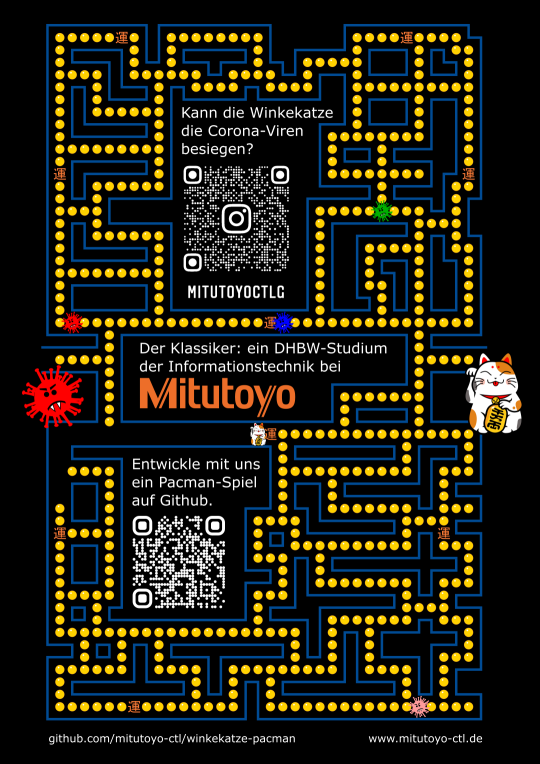 運
運
Kann die Winkekatze
die Corona-Viren
besiegen?
運
運
MITUTOYOCTLG
運
Der Klassiker: ein DHBW-Studium
der Informationstechnik bei
Mitutoyo
運
Entwickle mit uns
ein Pacman-Spiel
auf Github.
運
運
運
github.com/mitutoyo-ctl/winkekatze-pacman
www.mitutoyo-ctl.de